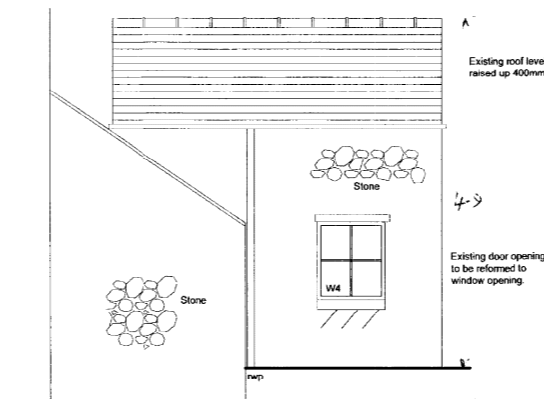 A
Existing roof leve
raised up 400mm
Stone
Existing door opening
to be reformed to
window opening.
W4
Stone
rwp